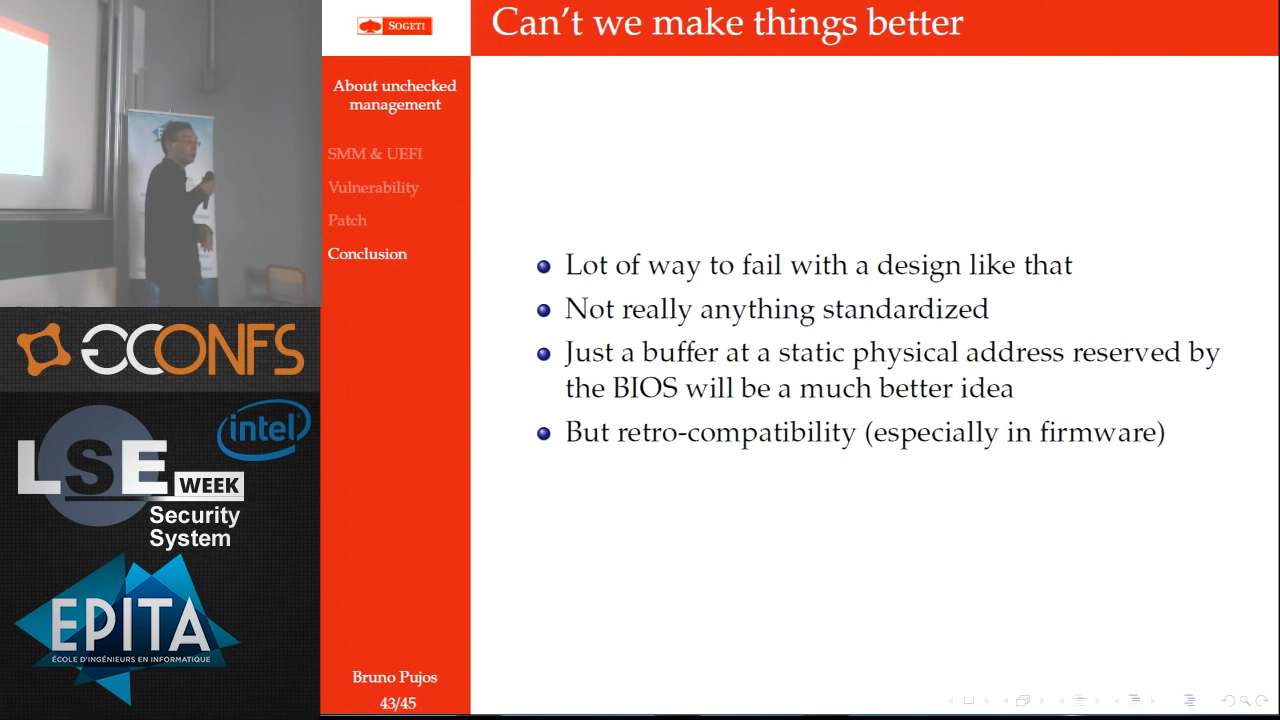 SOGETI
Can't we make things better
About unchecked
management
SMM & UEFI
Vulnerability
Patch
Conclusion
Lot of way to fail with a design like that
Not really anything standardized
Just a buffer at a static physical address reserved by
the BIOS will be a much better idea
But retro-compatibility (especially in firmware)
Bruno Pujos
43/45
CONFS
intel
LSE
WEEK
Security
System
EPITA
ÉCOLE D'INGÉNIEURS EN INFORMATIQUE